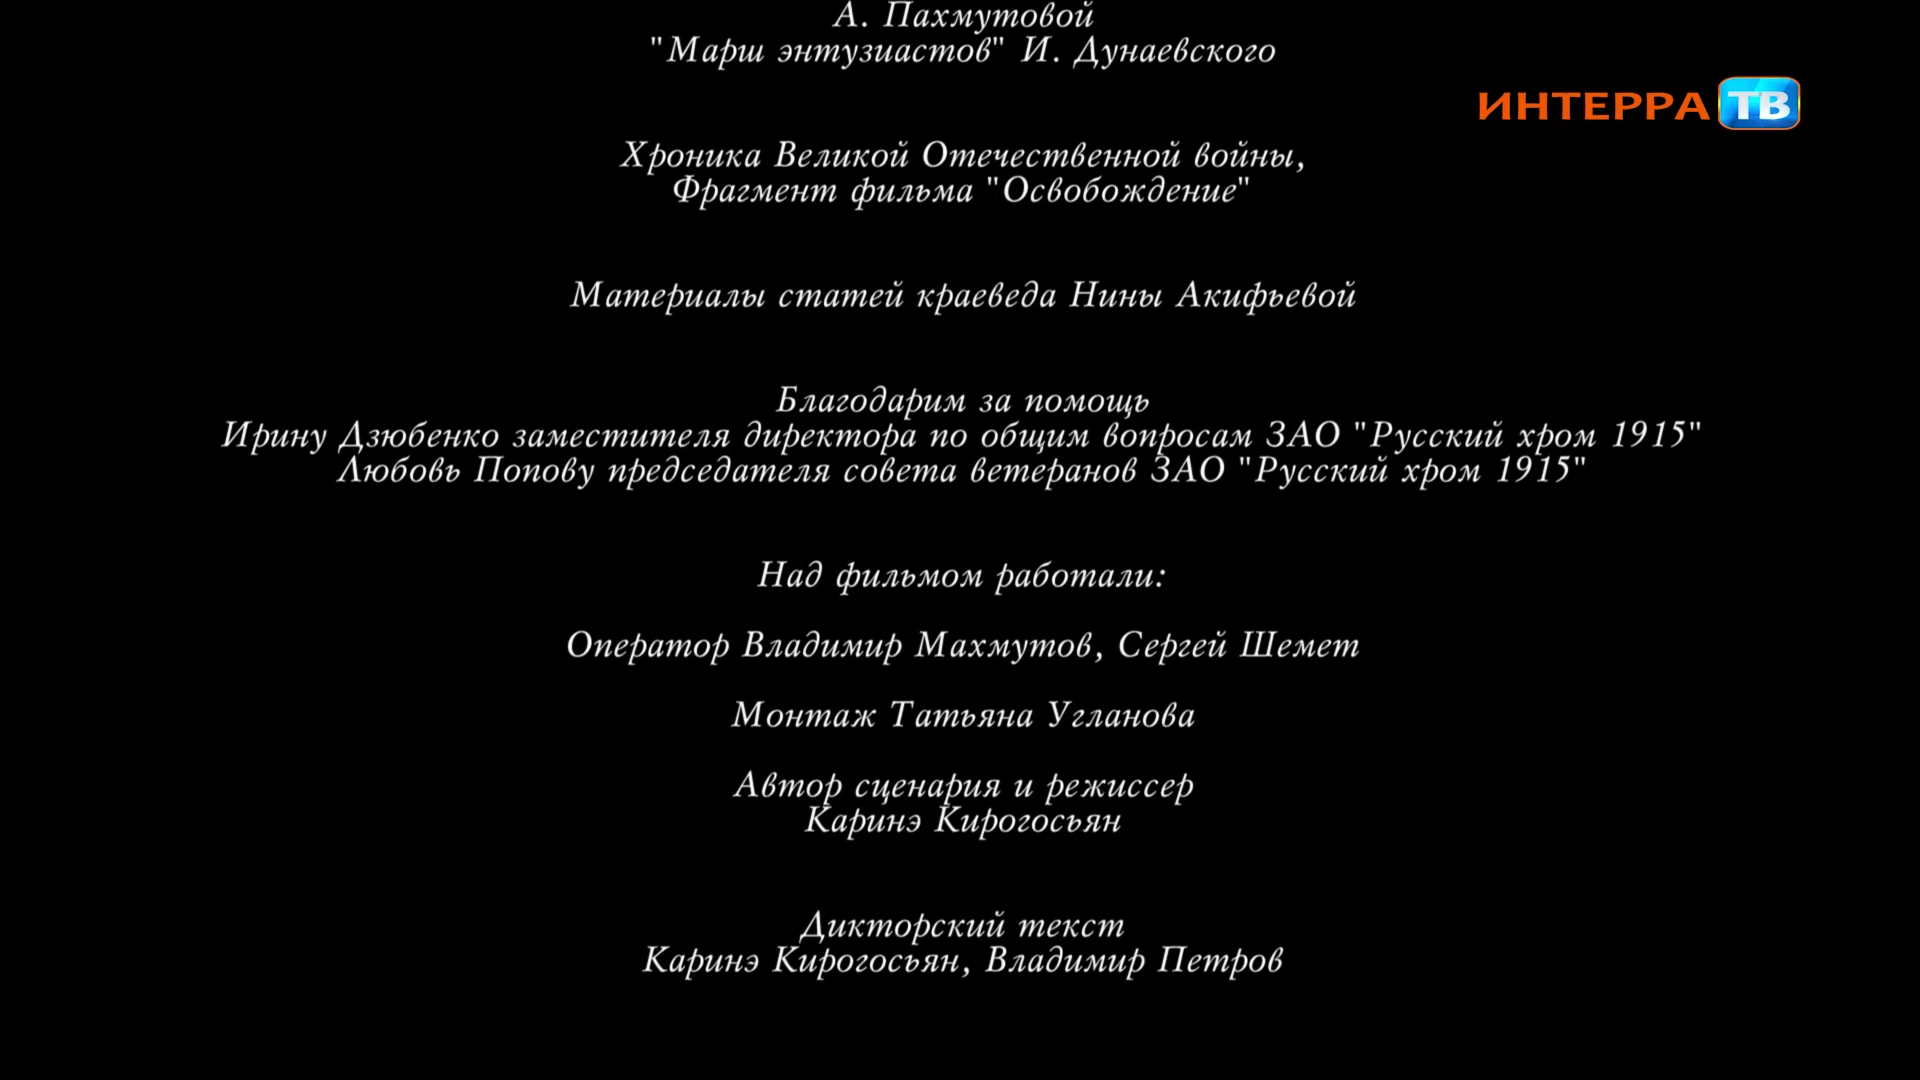 А. Пахмутовой
"Марш энтузиастов" И. Дунаевского
ИНТЕРРА ТВ
Хроника Великой Отечественной войны,
Фрагмент фильма "Освобождение"
Материалы статей краеведа Нины Акифьевой
Благодарим за помощь
Ирину Дзюбенко заместителя директора по общим вопросам ЗАО "Русский хром 1915"
Любовь Попову председателя совета ветеранов ЗАО "Русский хром 1915"
Над фильмом работали:
Оператор Владимир Махмутов, Сергей Шемет
Монтаж Татьяна Угланова
Автор сценария и режиссер
Каринэ Кирогосьян
Дикторский текст
Каринэ Кирогосьян, Владимир Петров